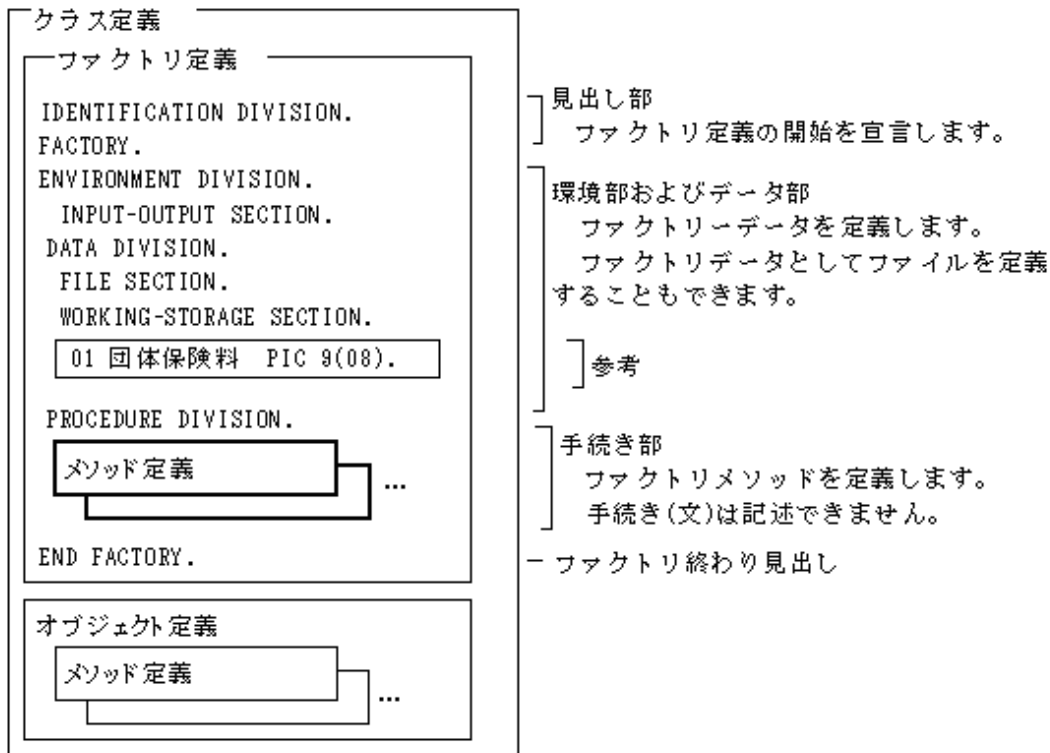 クラス定義
ファクトリ定義
IDENTIFICATION DIVISION.
FACTORY.
ENVIRONMENT DIVISION.
INPUT-OUTPUT SECTION.
DATA DIVISION.
FILE SECTION.
WORKING-STORAGE SECTION.
01 団体保険料 PIC 9(08).
PROCEDURE DIVISION.
メソッド定義
...
END FACTORY.
オブジェクト定義
メソッド定義
...
見出し部
ファクトリ定義の開始を宣言します。
環境部およびデータ部
ファクトリーデータを定義します。
ファクトリデータとしてファイルを定義
することもできます。
参考
手続き部
ファクトリメソッドを定義します。
手続き(文)は記述できません。
ファクトリ終わり見出し